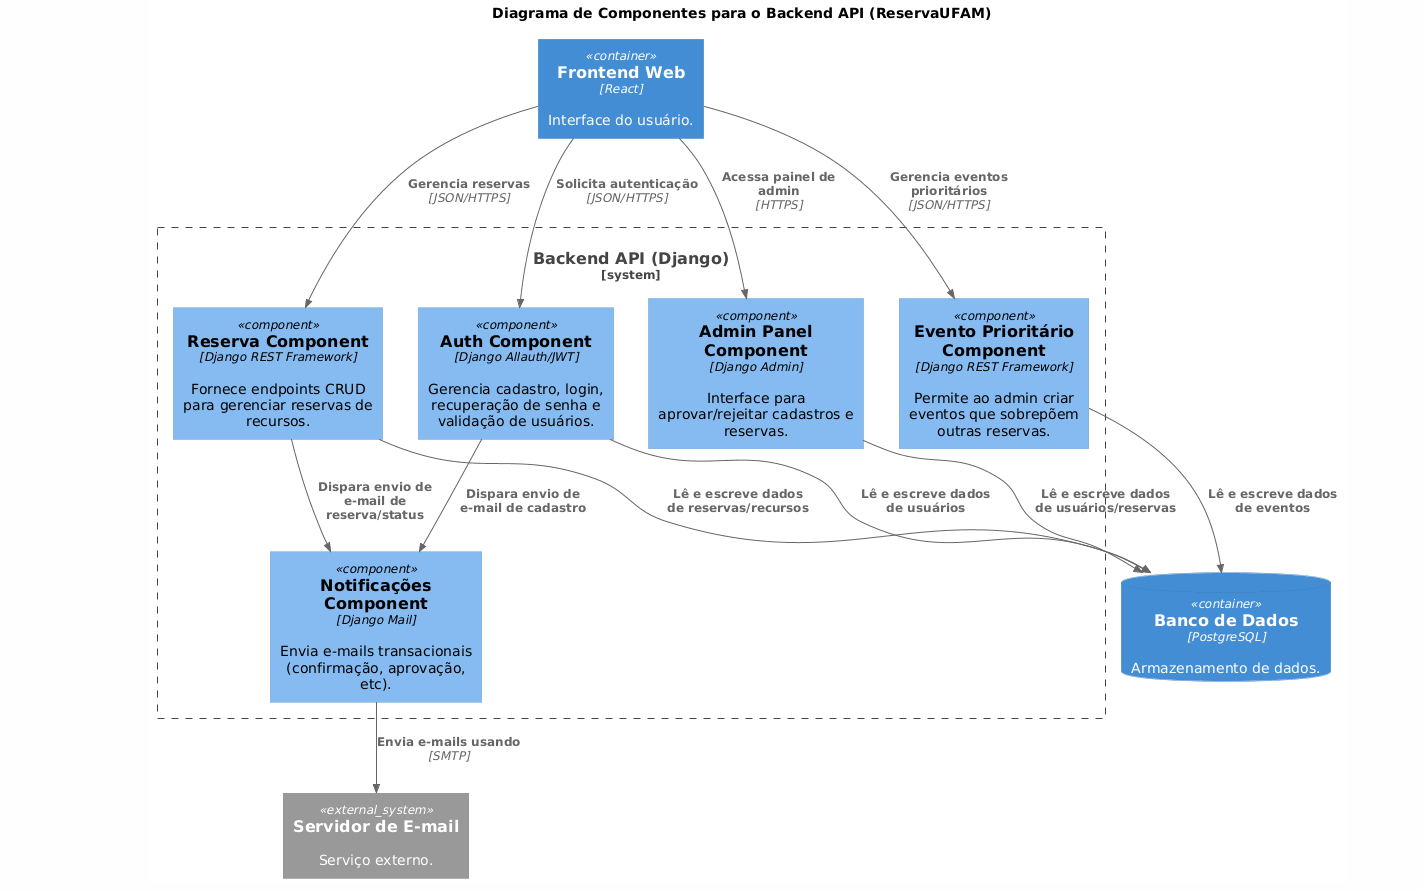 Diagrama de Componentes para o Backend API (ReservaUFAM)
«container»
Frontend Web
[React]
Interface do usuário.
Gerencia reservas
[JSON/HTTPS]
Solicita autenticação
[JSON/HTTPS]
Acessa painel de
admin
[HTTPS]
Gerencia eventos
prioritários
[JSON/HTTPS]
Backend API (Django)
[system]
«component»
Reserva Component
[Django REST Framework]
Fornece endpoints CRUD
para gerenciar reservas de
recursos.
«component»
Auth Component
[Django Allauth/JWT]
Gerencia cadastro, login,
recuperação de senha e
validação de usuários.
«component»
Admin Panel
Component
[Django Admin]
Interface para
aprovar/rejeitar cadastros e
reservas.
«component»
Evento Prioritário
Component
[Django REST Framework]
Permite ao admin criar
eventos que sobrepõem
outras reservas.
Dispara envio de
e-mail de
reserva/status
Dispara envio de
e-mail de cadastro
Lê e escreve dados
de reservas/recursos
Lê e escreve dados
de usuários
Lê e escreve dados
de usuários/reservas
Lê e escreve dados
de eventos
«component»
Notificações
Component
[Django Mail]
Envia e-mails transacionais
(confirmação, aprovação,
etc).
«container»
Banco de Dados
[PostgreSQL]
Armazenamento de dados.
Envia e-mails usando
[SMTP]
«external_system»
Servidor de E-mail
Serviço externo.